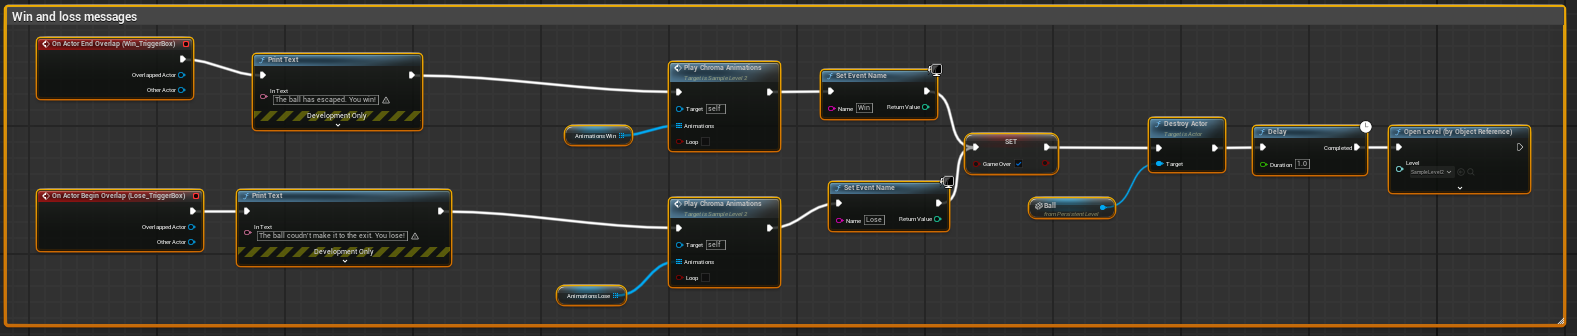 Win and loss messages
On Actor End Overlap (Win_TriggerBox)
Overlapped Actor
Other Actor
Print Text
In Text
The ball has escaped. You win!
Development Only
Play Chroma Animations
Target is Sample Level 2
Target self
Animations
Loop
Animations Win
Set Event Name
Name Win
Return Value
SET
Game Over
Destroy Actor
Target is Actor
Target
Delay
Completed
Duration 1.0
Open Level (by Object Reference)
Level
SampleLevel2
Ball
from Persistent Level
On Actor Begin Overlap (Lose_TriggerBox)
Overlapped Actor
Other Actor
Print Text
In Text
The ball coudn't make it to the exit. You lose!
Development Only
Play Chroma Animations
Target is Sample Level 2
Target self
Animations
Loop
Animations Lose
Set Event Name
Name Lose
Return Value